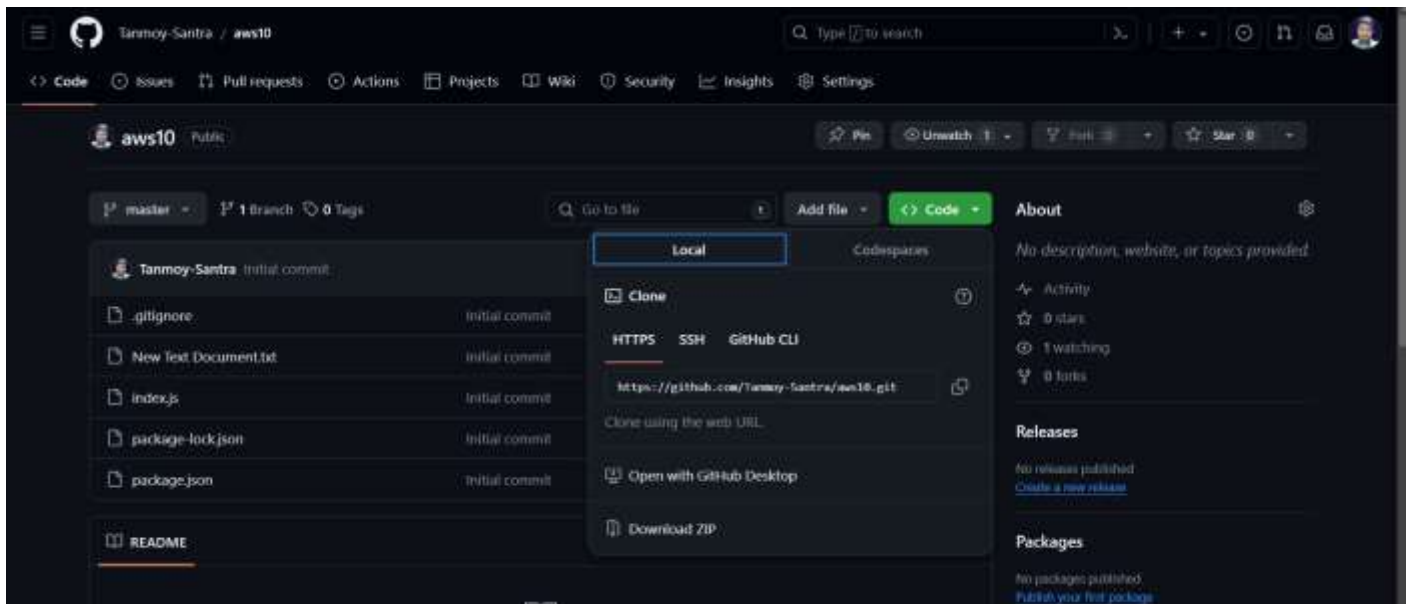 Tanmoy-Santra / aws10
Type / to search
<> Code Issues Pull requests Actions Projects Wiki Security Insights Settings
aws10 Public
Pin Unwatch 1 Fork 0 Star 0
master 1 Branch 0 Tags
Go to file t Add file <> Code
Tanmoy-Santra Initial commit
.gitignore Initial commit
New Text Document.txt Initial commit
index.js Initial commit
package-lock.json Initial commit
package.json Initial commit
README
Local Codespaces
Clone
HTTPS SSH GitHub CLI
https://github.com/Tanmoy-Santra/aws10.git
Clone using the web URL.
Open with GitHub Desktop
Download ZIP
About
No description, website, or topics provided.
Activity
0 stars
1 watching
0 forks
Releases
No releases published
Create a new release
Packages
No packages published
Publish your first package